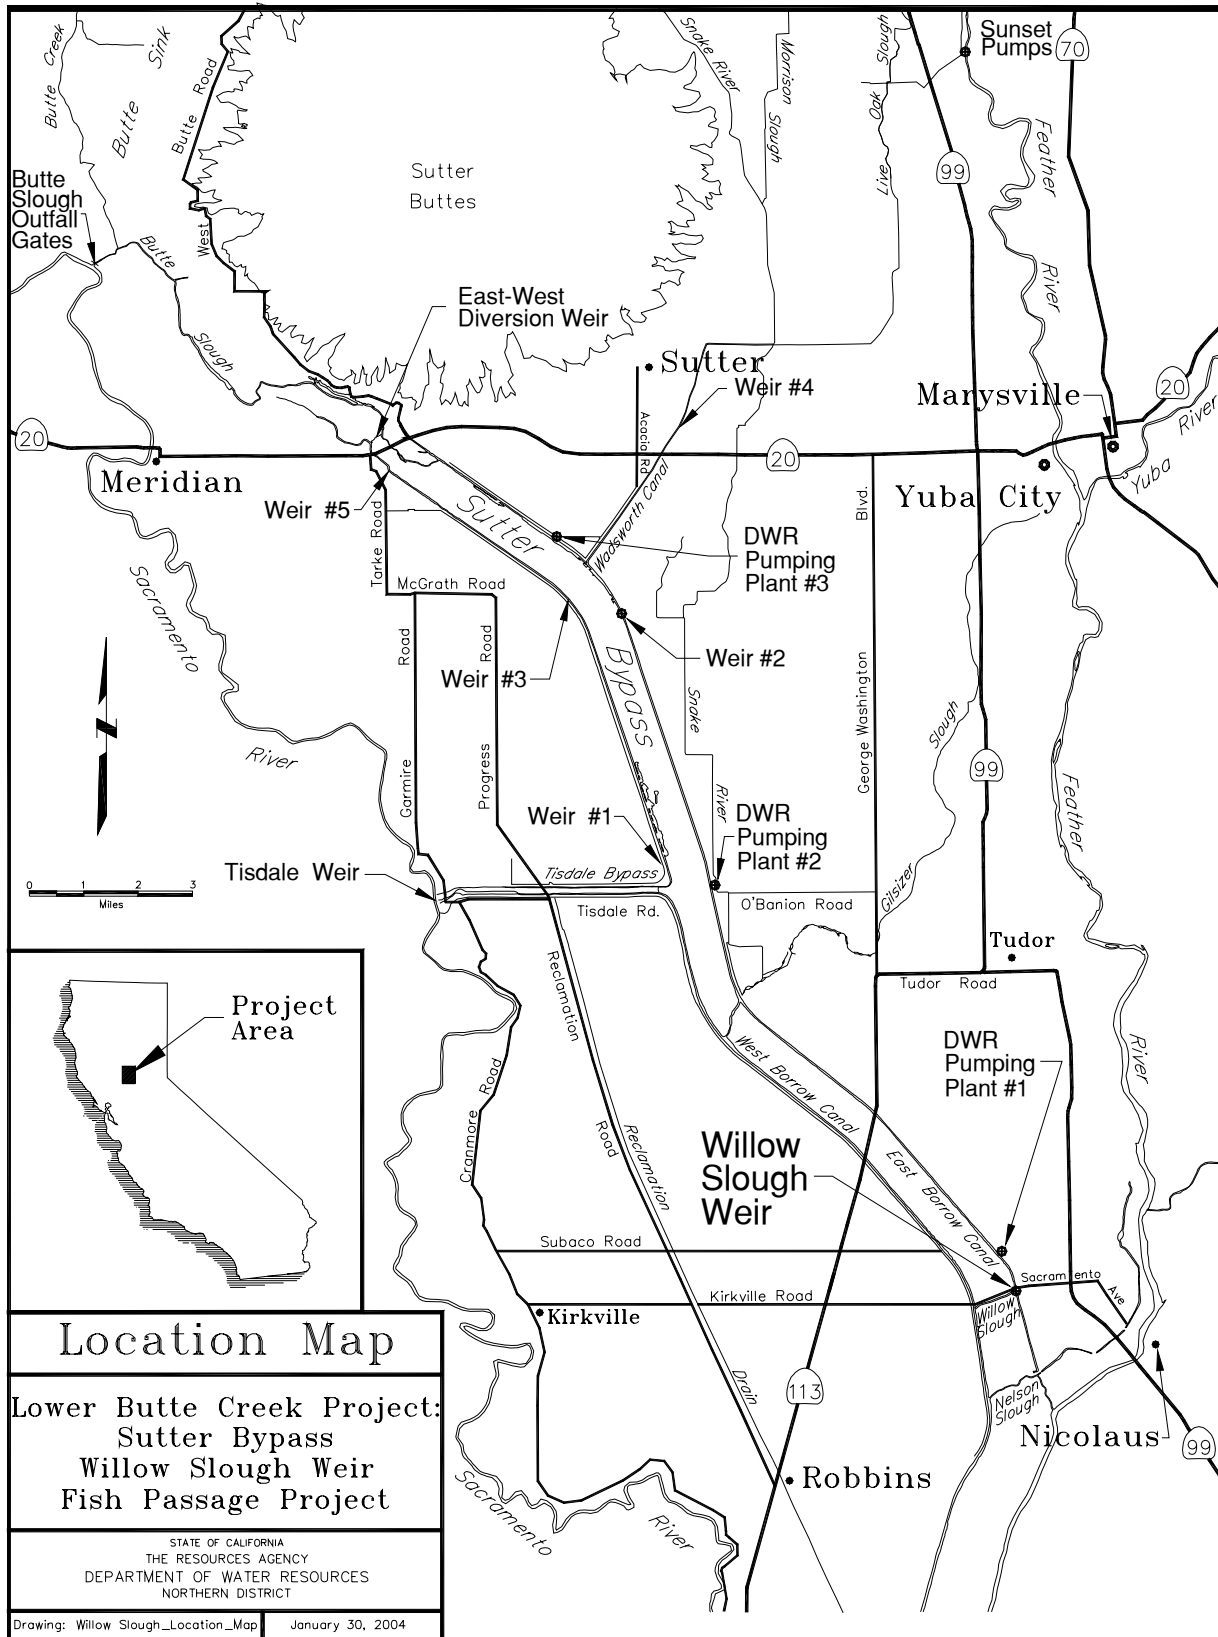 Butte Creek
Butte Creek
Butte
Sink
Butte Road
West
Snake River
Morrison
Slough
Live Oak Slough
Sunset
Pumps
70
99
Feather
River
Sutter
Buttes
Butte
Slough
Outfall
Gates
Butte
Slough
East-West
Diversion Weir
Sutter
Weir #4
Acacia Rd
Marysville
20
River
Yuba
20
20
Meridian
Weir #5
Yuba City
Blvd.
Wadsworth Canal
Sutter
Tarke Road
DWR
Pumping
Plant #3
Sacramento
McGrath Road
Road
Road
Weir #3
Bypass
Weir #2
Snake
George Washington
Slough
99
River
Garmire
Progress
Feather
Weir #1
River
DWR
Pumping
Plant #2
Tisdale Weir
Tisdale Bypass
Tisdale Rd.
O'Banion Road
Gilsizer
0 1 2 3
Miles
N
Tudor
Tudor Road
Reclamation
Project
Area
West Borrow Canal
DWR
Pumping
Plant #1
River
Cranmore Road
Road
Reclamation
Willow
Slough
Weir
East Borrow Canal
Subaco Road
Sacramento
Ave
Kirkville Road
Kirkville
Willow
Slough
Drain
113
Nelson
Slough
Nicolaus
99
Robbins
Sacramento
River
Location Map
Lower Butte Creek Project:
Sutter Bypass
Willow Slough Weir
Fish Passage Project
STATE OF CALIFORNIA
THE RESOURCES AGENCY
DEPARTMENT OF WATER RESOURCES
NORTHERN DISTRICT
Drawing: Willow Slough_Location_Map
January 30, 2004